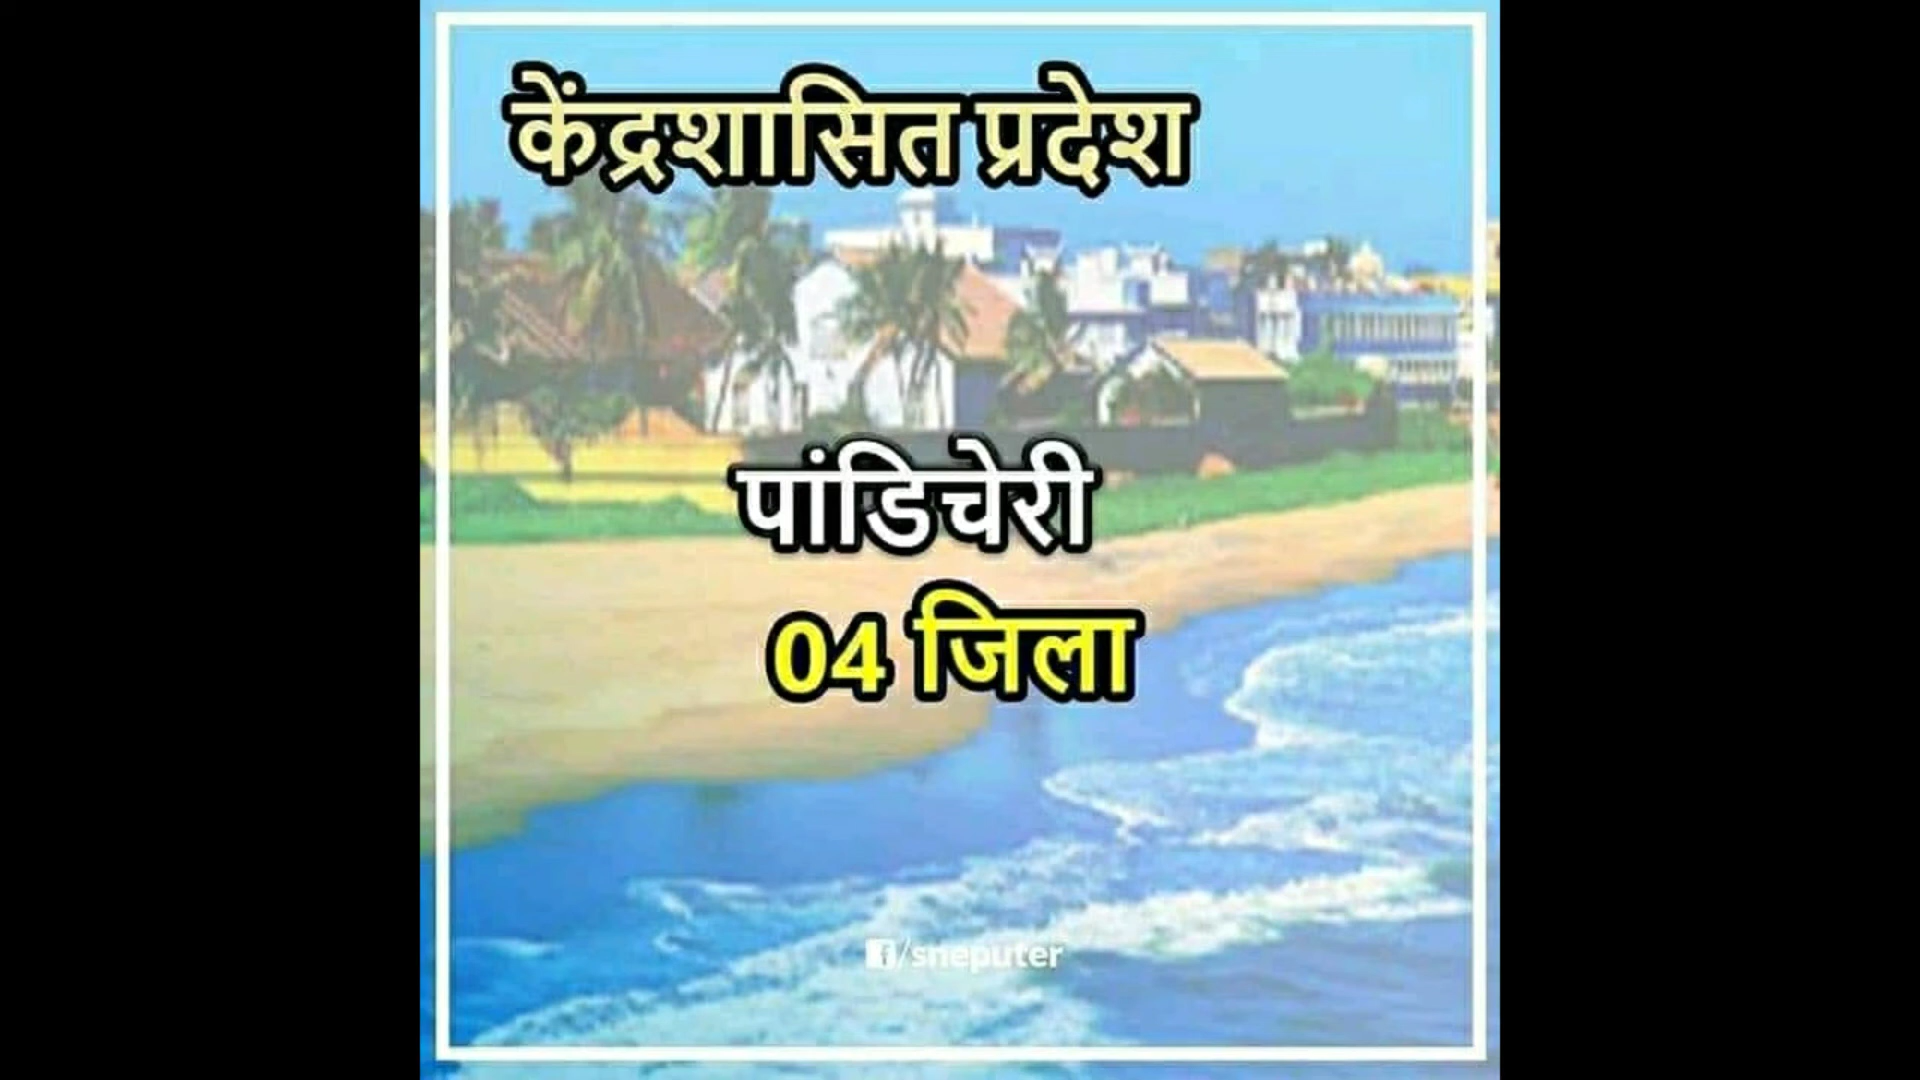 केंद्रशासित प्रदेश
पांडिचेरी
04 जिला
f/sneputer